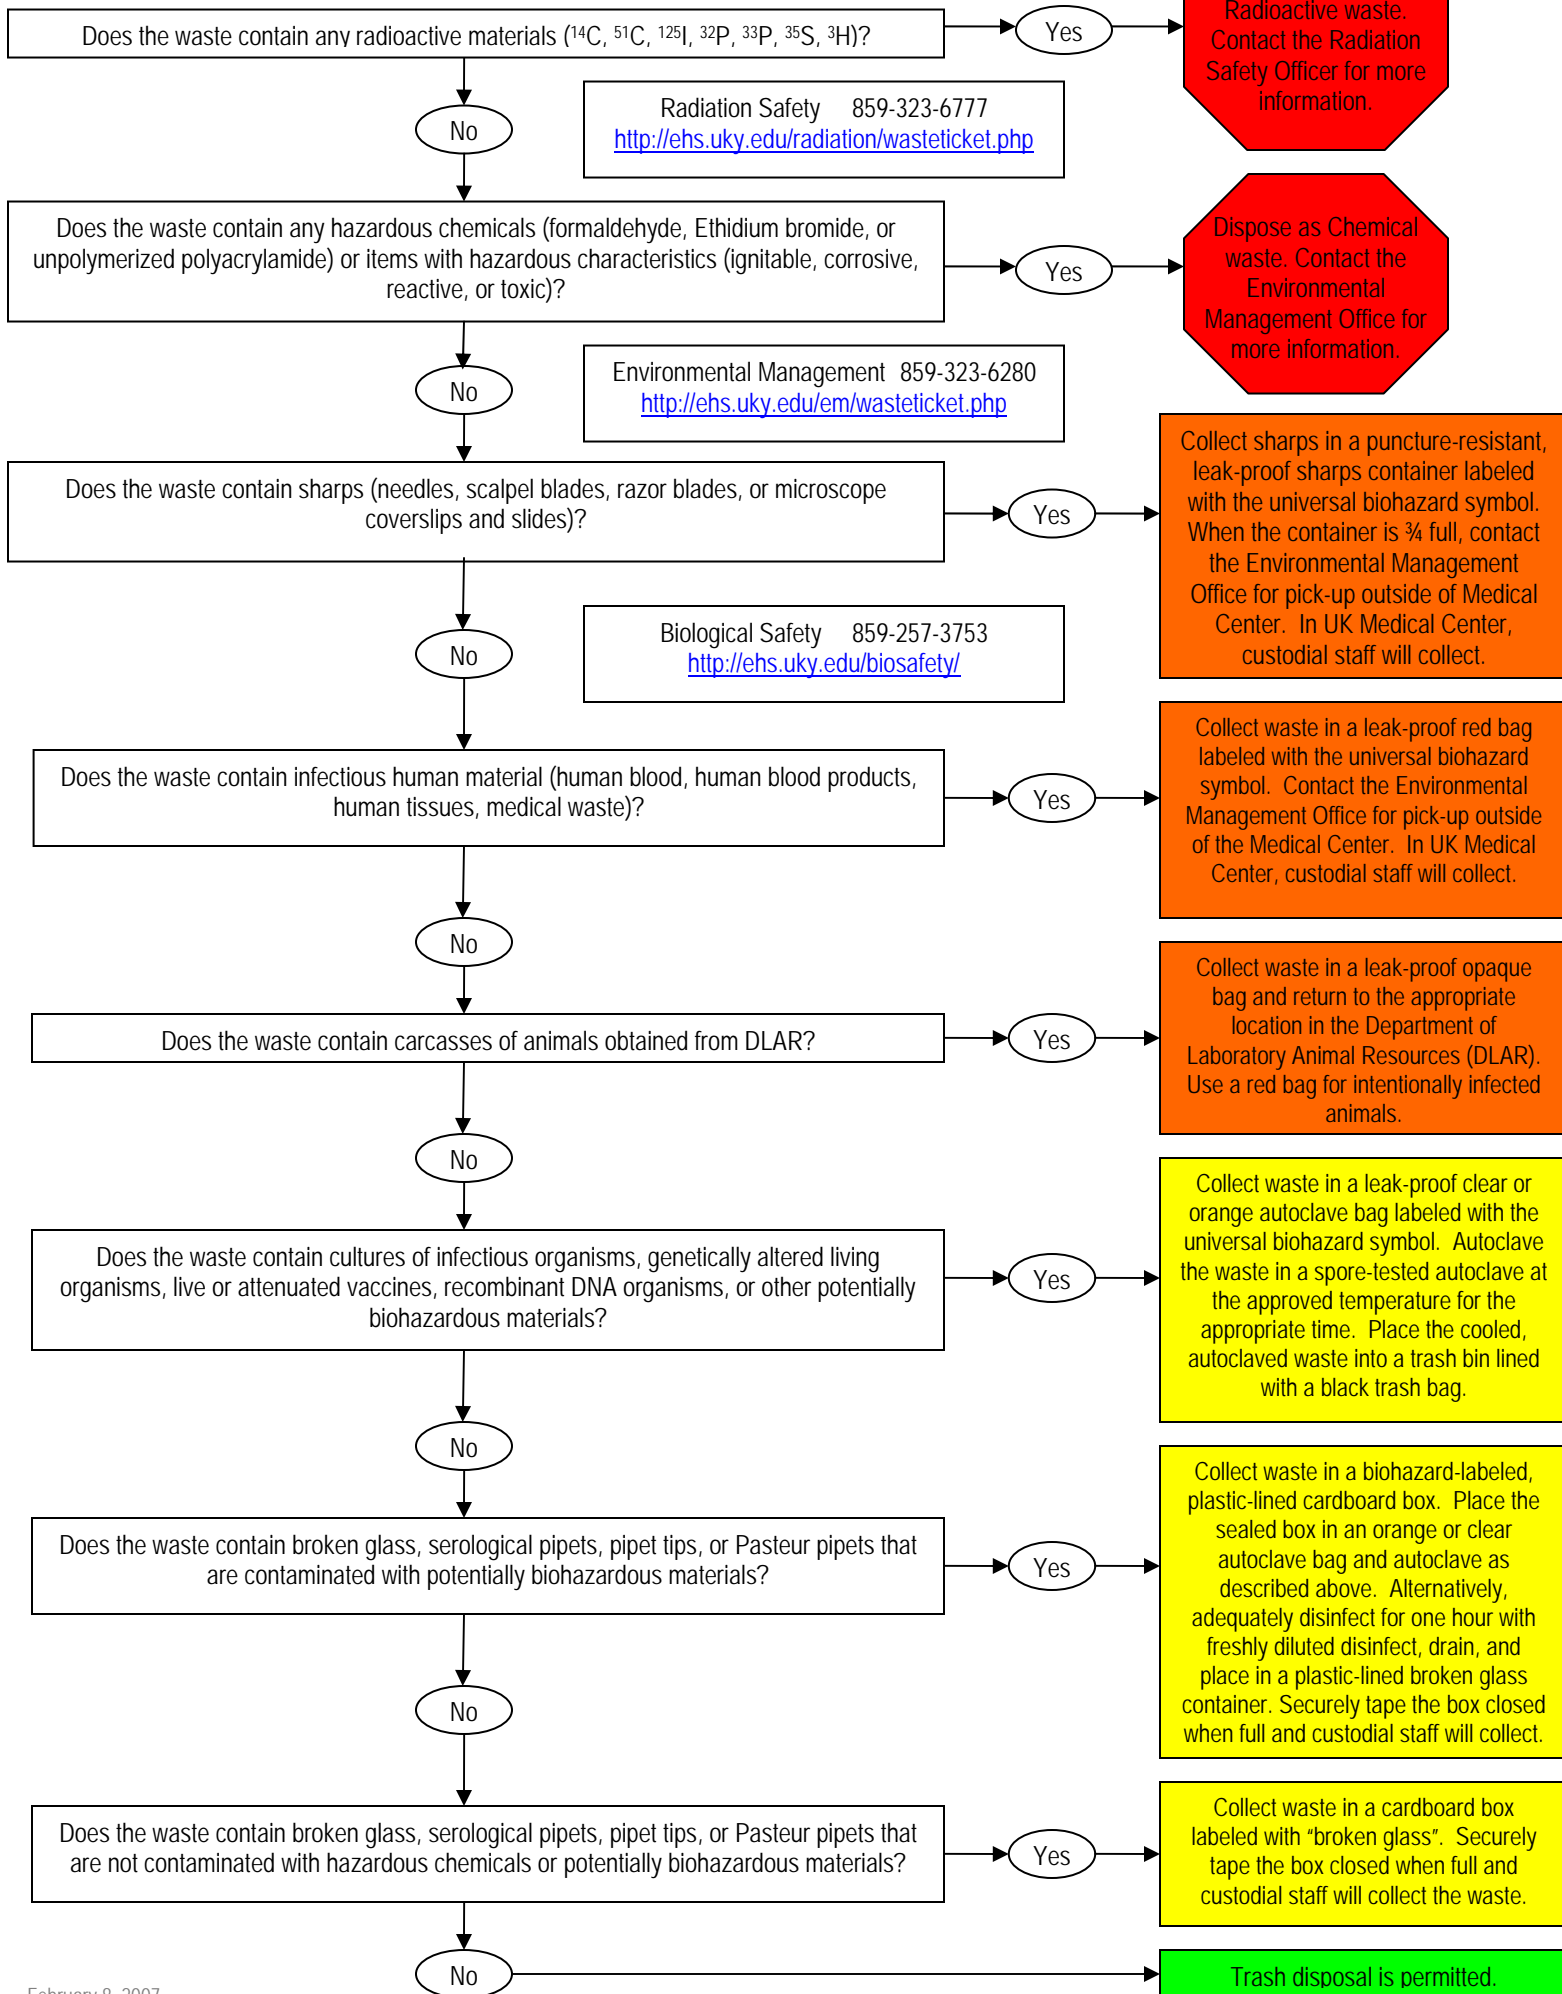 Radioactive waste.
Contact the Radiation
Safety Officer for more
information.
Does the waste contain any radioactive materials (¹⁴C, ⁵¹C, ¹²⁵I, ³²P, ³³P, ³⁵S, ³H)?
Yes
No
Radiation Safety 859-323-6777
http://ehs.uky.edu/radiation/wasteticket.php
Does the waste contain any hazardous chemicals (formaldehyde, Ethidium bromide, or
unpolymerized polyacrylamide) or items with hazardous characteristics (ignitable, corrosive,
reactive, or toxic)?
Yes
Dispose as Chemical
waste. Contact the
Environmental
Management Office for
more information.
No
Environmental Management 859-323-6280
http://ehs.uky.edu/em/wasteticket.php
Does the waste contain sharps (needles, scalpel blades, razor blades, or microscope
coverslips and slides)?
Yes
Collect sharps in a puncture-resistant,
leak-proof sharps container labeled
with the universal biohazard symbol.
When the container is ¾ full, contact
the Environmental Management
Office for pick-up outside of Medical
Center. In UK Medical Center,
custodial staff will collect.
No
Biological Safety 859-257-3753
http://ehs.uky.edu/biosafety/
Does the waste contain infectious human material (human blood, human blood products,
human tissues, medical waste)?
Yes
Collect waste in a leak-proof red bag
labeled with the universal biohazard
symbol. Contact the Environmental
Management Office for pick-up outside
of the Medical Center. In UK Medical
Center, custodial staff will collect.
No
Does the waste contain carcasses of animals obtained from DLAR?
Yes
Collect waste in a leak-proof opaque
bag and return to the appropriate
location in the Department of
Laboratory Animal Resources (DLAR).
Use a red bag for intentionally infected
animals.
No
Does the waste contain cultures of infectious organisms, genetically altered living
organisms, live or attenuated vaccines, recombinant DNA organisms, or other potentially
biohazardous materials?
Yes
Collect waste in a leak-proof clear or
orange autoclave bag labeled with the
universal biohazard symbol. Autoclave
the waste in a spore-tested autoclave at
the approved temperature for the
appropriate time. Place the cooled,
autoclaved waste into a trash bin lined
with a black trash bag.
No
Does the waste contain broken glass, serological pipets, pipet tips, or Pasteur pipets that
are contaminated with potentially biohazardous materials?
Yes
Collect waste in a biohazard-labeled,
plastic-lined cardboard box. Place the
sealed box in an orange or clear
autoclave bag and autoclave as
described above. Alternatively,
adequately disinfect for one hour with
freshly diluted disinfect, drain, and
place in a plastic-lined broken glass
container. Securely tape the box closed
when full and custodial staff will collect.
No
Does the waste contain broken glass, serological pipets, pipet tips, or Pasteur pipets that
are not contaminated with hazardous chemicals or potentially biohazardous materials?
Yes
Collect waste in a cardboard box
labeled with "broken glass". Securely
tape the box closed when full and
custodial staff will collect the waste.
No
Trash disposal is permitted.
February 8, 2007